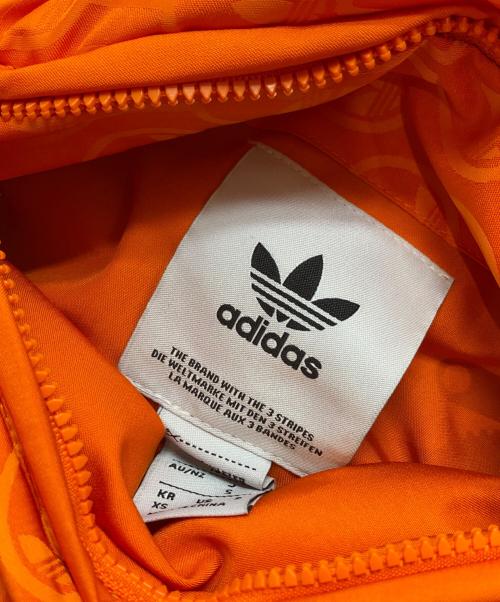 adidas
THE BRAND WITH THE 3 STRIPES
DIE WELTMARKE MIT DEN 3 STREIFEN
LA MARQUE AUX 3 BANDES
AU/NZ S
KR US
XS